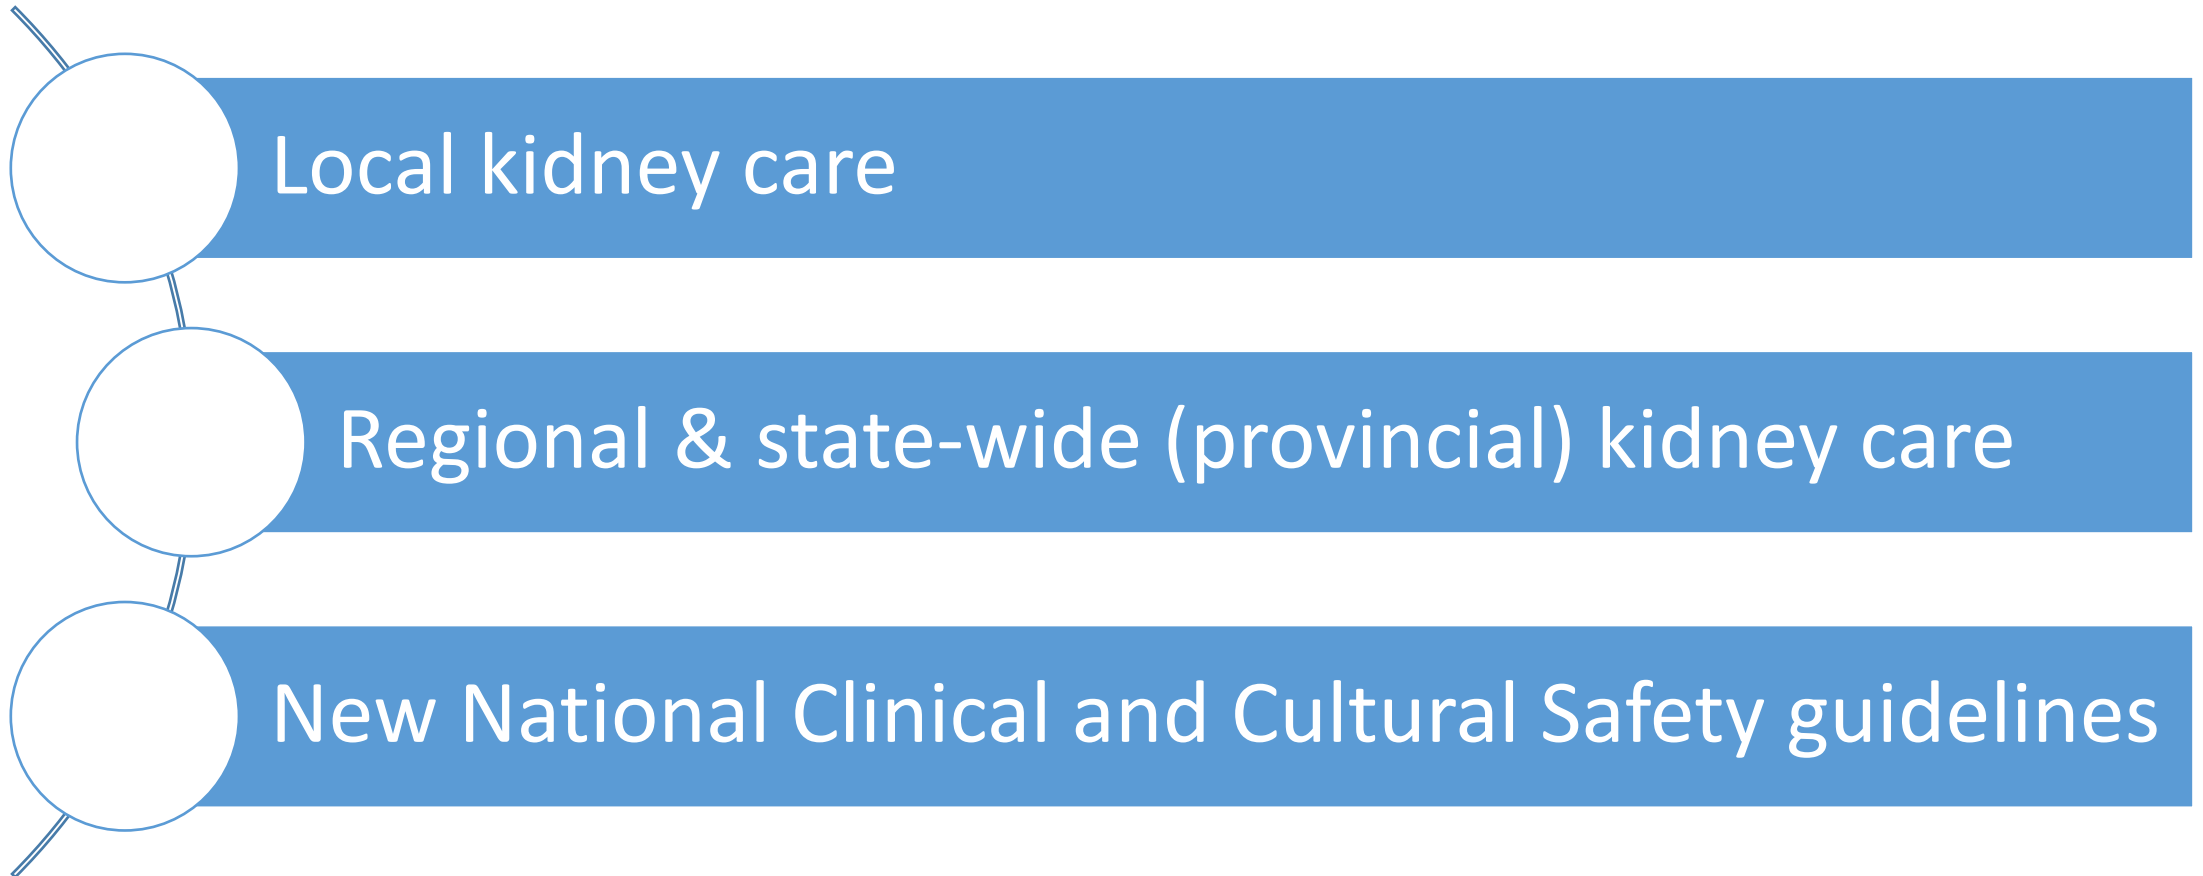 Local kidney care
Regional & state-wide (provincial) kidney care
New National Clinical and Cultural Safety guidelines